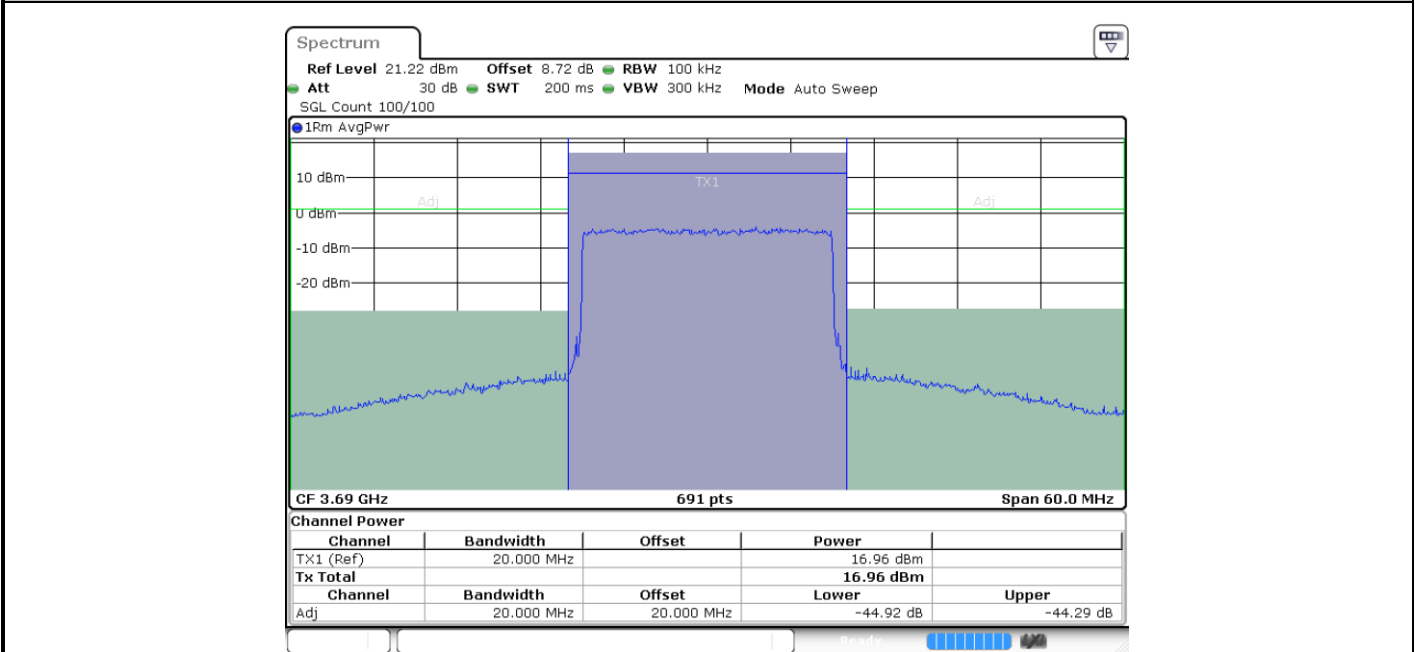 Spectrum
Ref Level 21.22 dBm Offset 8.72 dB RBW 100 kHz
Att 30 dB SWT 200 ms VBW 300 kHz Mode Auto Sweep
SGL Count 100/100
1Rm AvgPwr
10 dBm
TX1
Adj Adj
0 dBm
-10 dBm
-20 dBm
CF 3.69 GHz 691 pts Span 60.0 MHz
Channel Power
Channel Bandwidth Offset Power
TX1 (Ref) 20.000 MHz 16.96 dBm
Tx Total 16.96 dBm
Channel Bandwidth Offset Lower Upper
Adj 20.000 MHz 20.000 MHz -44.92 dB -44.29 dB
Ready